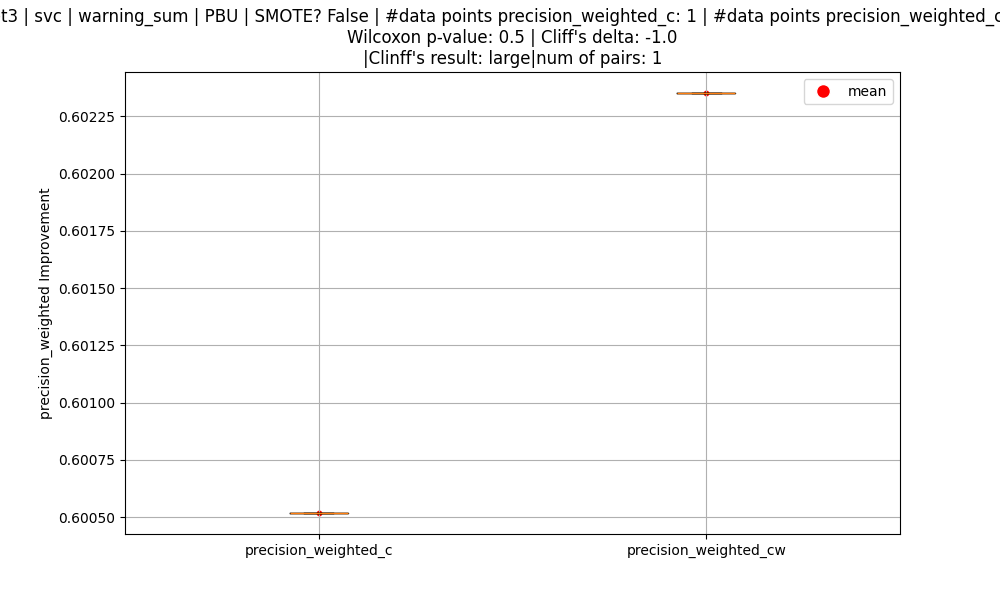 t3 | svc | warning_sum | PBU | SMOTE? False | #data points precision_weighted_c: 1 | #data points precision_weighted_c
Wilcoxon p-value: 0.5 | Cliff's delta: -1.0
|Clinff's result: large|num of pairs: 1
mean
0.60225
0.60200
0.60175
0.60150
0.60125
0.60100
0.60075
0.60050
precision_weighted Improvement
precision_weighted_c
precision_weighted_cw